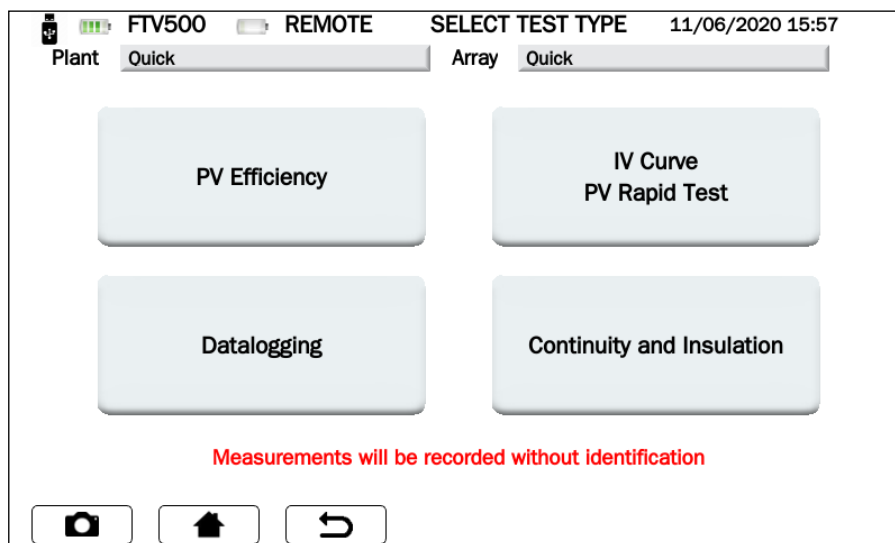 FTV500 REMOTE SELECT TEST TYPE 11/06/2020 15:57
Plant Quick Array Quick
PV Efficiency
IV Curve
PV Rapid Test
Datalogging
Continuity and Insulation
Measurements will be recorded without identification